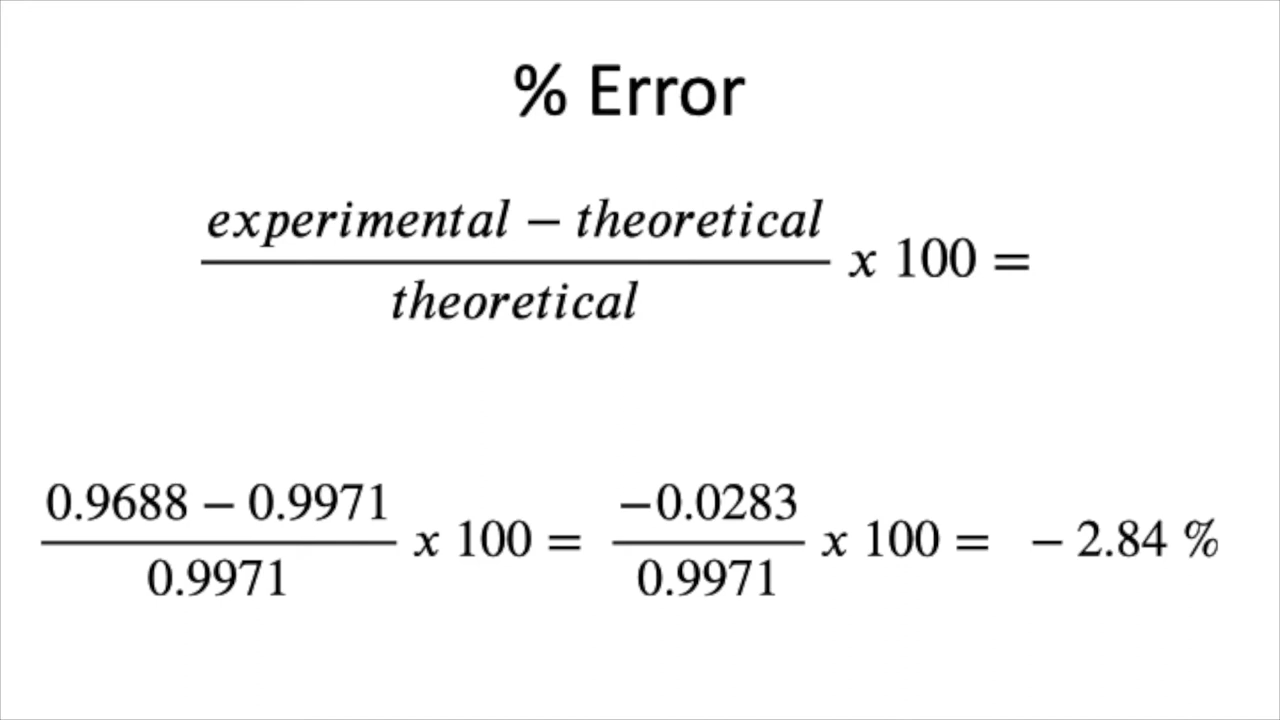 % Error
experimental − theoretical
theoretical
x 100 =
0.9688 − 0.9971
0.9971
x 100 =
−0.0283
0.9971
x 100 =
− 2.84 %